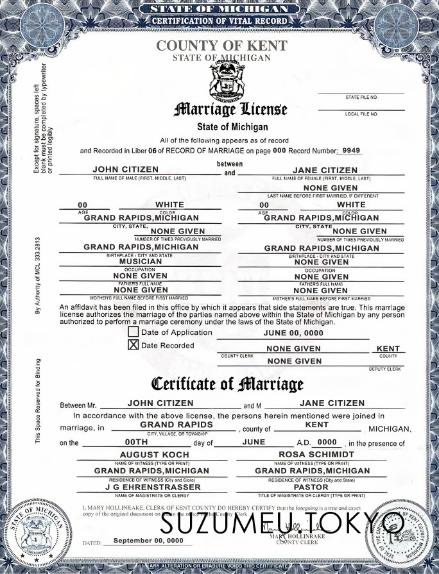 STATE OF MICHIGAN
CERTIFICATION OF VITAL RECORD
COUNTY OF KENT
STATE OF MICHIGAN
STATE FILE NO.
Marriage License
LOCAL FILE NO.
State of Michigan
All of the following appears as of record
and Recorded in Liber 05 of RECORD OF MARRIAGE on page 000 Record Number: 9949
between
JOHN CITIZEN and JANE CITIZEN
FULL NAME OF MALE (FIRST, MIDDLE, LAST) FULL NAME OF FEMALE (FIRST, MIDDLE, LAST)
NONE GIVEN
LAST NAME BEFORE FIRST MARRIED, IF DIFFERENT
00 WHITE 00 WHITE
AGE COLOR AGE COLOR
GRAND RAPIDS,MICHIGAN GRAND RAPIDS,MICHIGAN
CITY, STATE, CITY, STATE
NONE GIVEN NONE GIVEN
NUMBER OF TIMES PREVIOUSLY MARRIED NUMBER OF TIMES PREVIOUSLY MARRIED
GRAND RAPIDS,MICHIGAN GRAND RAPIDS,MICHIGAN
BIRTHPLACE - CITY AND STATE BIRTHPLACE - CITY AND STATE
MUSICIAN NONE GIVEN
OCCUPATION OCCUPATION
NONE GIVEN NONE GIVEN
FATHERS FULL NAME FATHERS FULL NAME
NONE GIVEN NONE GIVEN
MOTHER'S FULL NAME BEFORE FIRST MARRIED MOTHER'S FULL NAME BEFORE FIRST MARRIED
An affidavit has been filed in this office by which it appears that side statements are true. This marriage
license authorizes the marriage of the parties named above within the State of Michigan by any person
authorized to perform a marriage ceremony under the laws of the State of Michigan.
Date of Application JUNE 00, 0000
X Date Recorded NONE GIVEN KENT
COUNTY CLERK COUNTY
NONE GIVEN
DEPUTY CLERK
Cerificate of Marriage
Between Mr. JOHN CITIZEN and M JANE CITIZEN
In accordance with the above license, the persons herein mentioned were joined in
marriage, in GRAND RAPIDS , county of KENT MICHIGAN,
CITY, VILLAGE, OR TOWNSHIP
on the 00TH day of JUNE A.D. 0000 , in the presence of
AUGUST KOCH ROSA SCHIMIDT
NAME OF WITNESS (TYPE OR PRINT) NAME OF WITNESS (TYPE OR PRINT)
GRAND RAPIDS,MICHIGAN GRAND RAPIDS,MICHIGAN
RESIDENCE OF WITNESS (City and State) RESIDENCE OF WITNESS (City and State)
J G EHRENSTRASSER PASTOR
NAME OF MAGISTRATE OR CLERGY TITLE OF MAGISTRATE OR CLERGY (TYPE OR PRINT)
I, MARY HOLLINRAKE, CLERK OF KENT COUNTY DO HEREBY CERTIFY that the foregoing is a true and exact
copy of the original document on
SUZUMEU.TOKYO
MARY HOLLINRAKE
COUNTY CLERK
DATED: September 00, 0000
ANY ALTERATION OR ERASURE VOIDS THIS CERTIFICATE
Except for signature, spaces left
blank must be completed by typewriter
or printed legibly
By Authority of MCL 333.2813
This Space Reserved for Binding